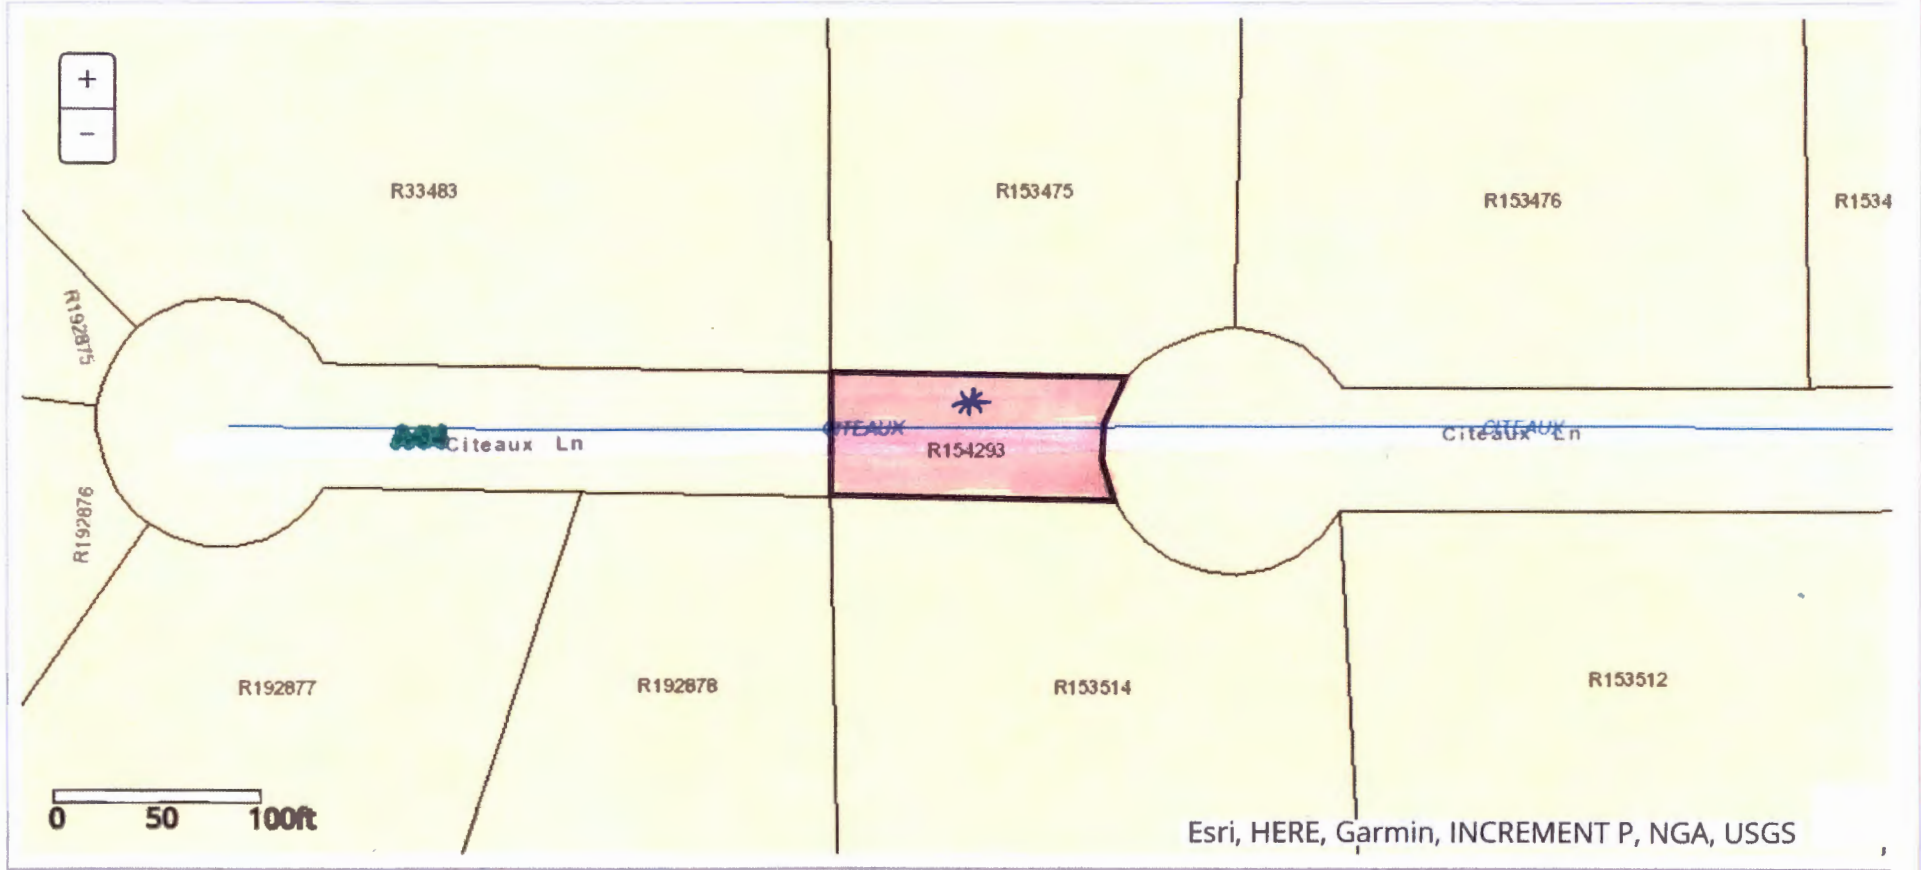 +
−
R33483
R153475
R153476
R1534
R192875
CITEAUX
CITEAUX
Citeaux Ln
Citeaux Ln
R154293
R192876
R192877
R192878
R153514
R153512
0 50 100ft
Esri, HERE, Garmin, INCREMENT P, NGA, USGS